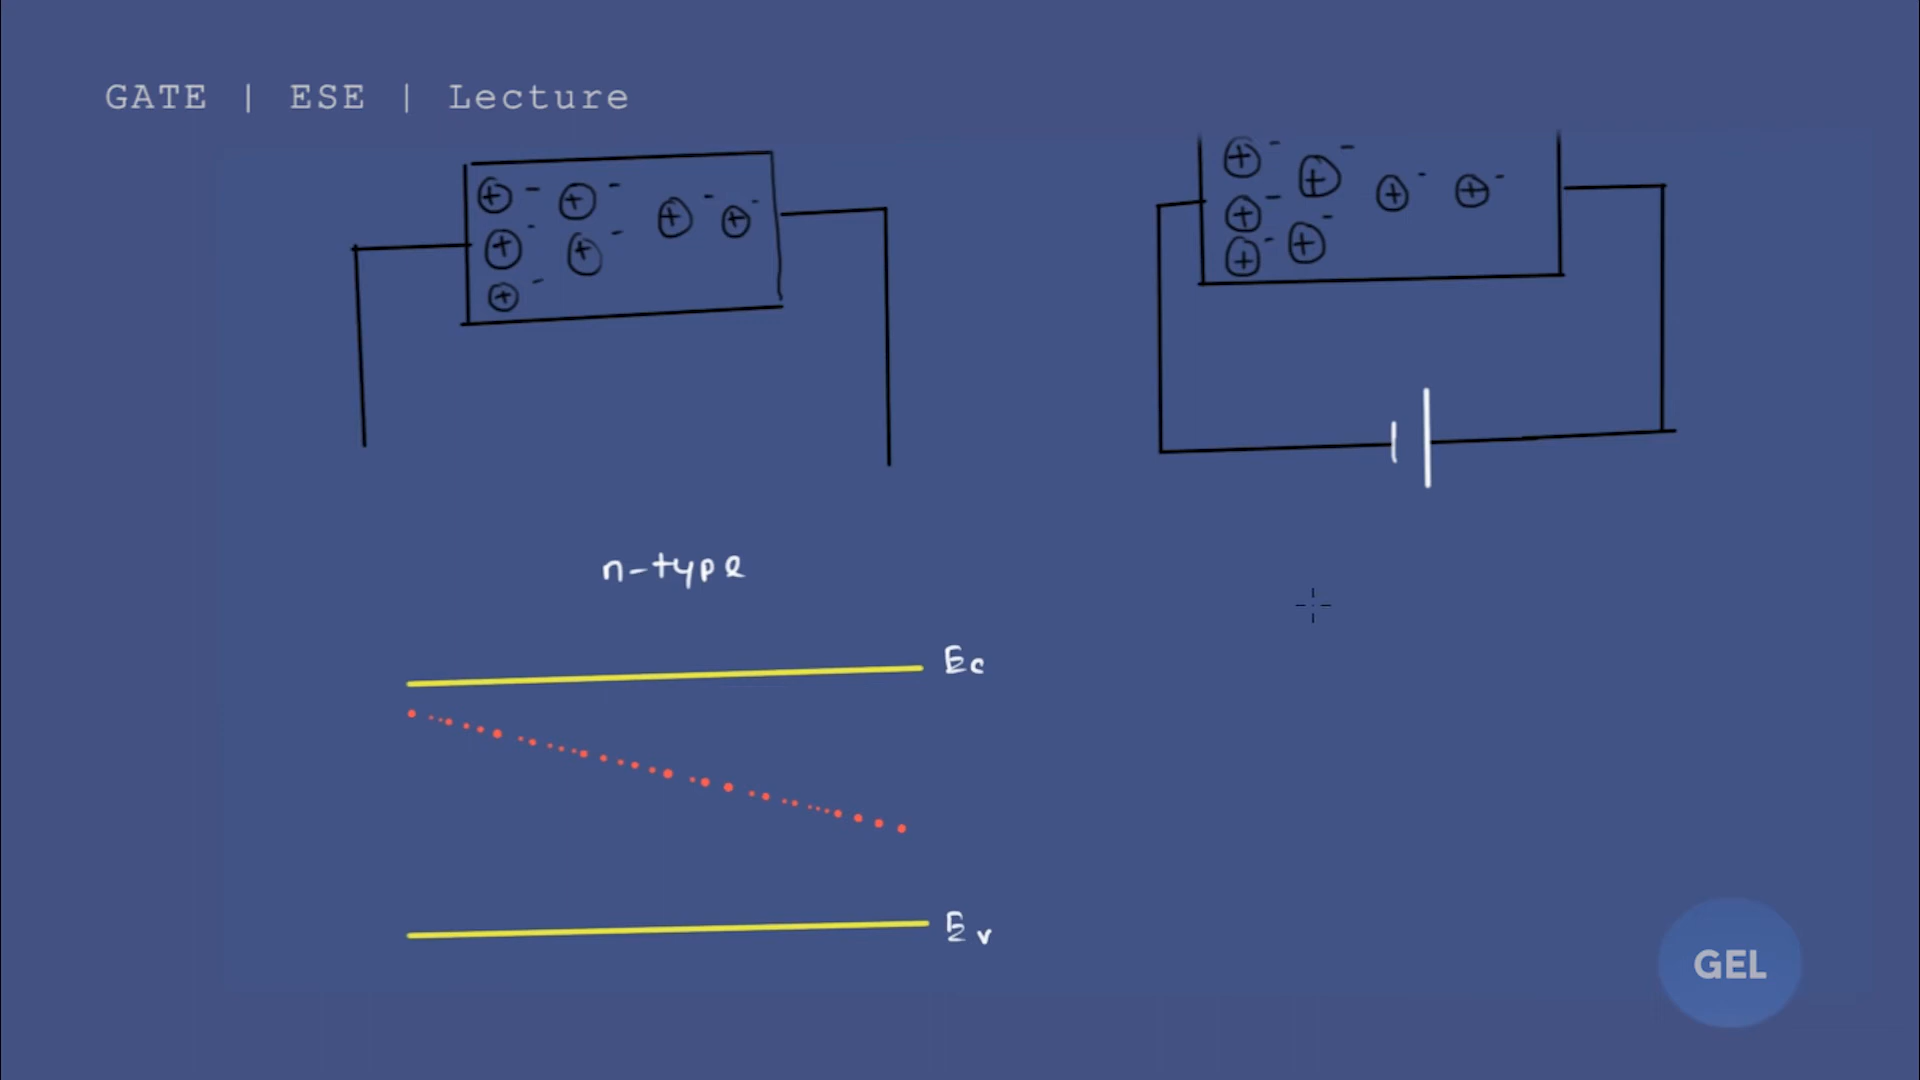 GATE | ESE | Lecture
n-type
Ec
Ev
GEL